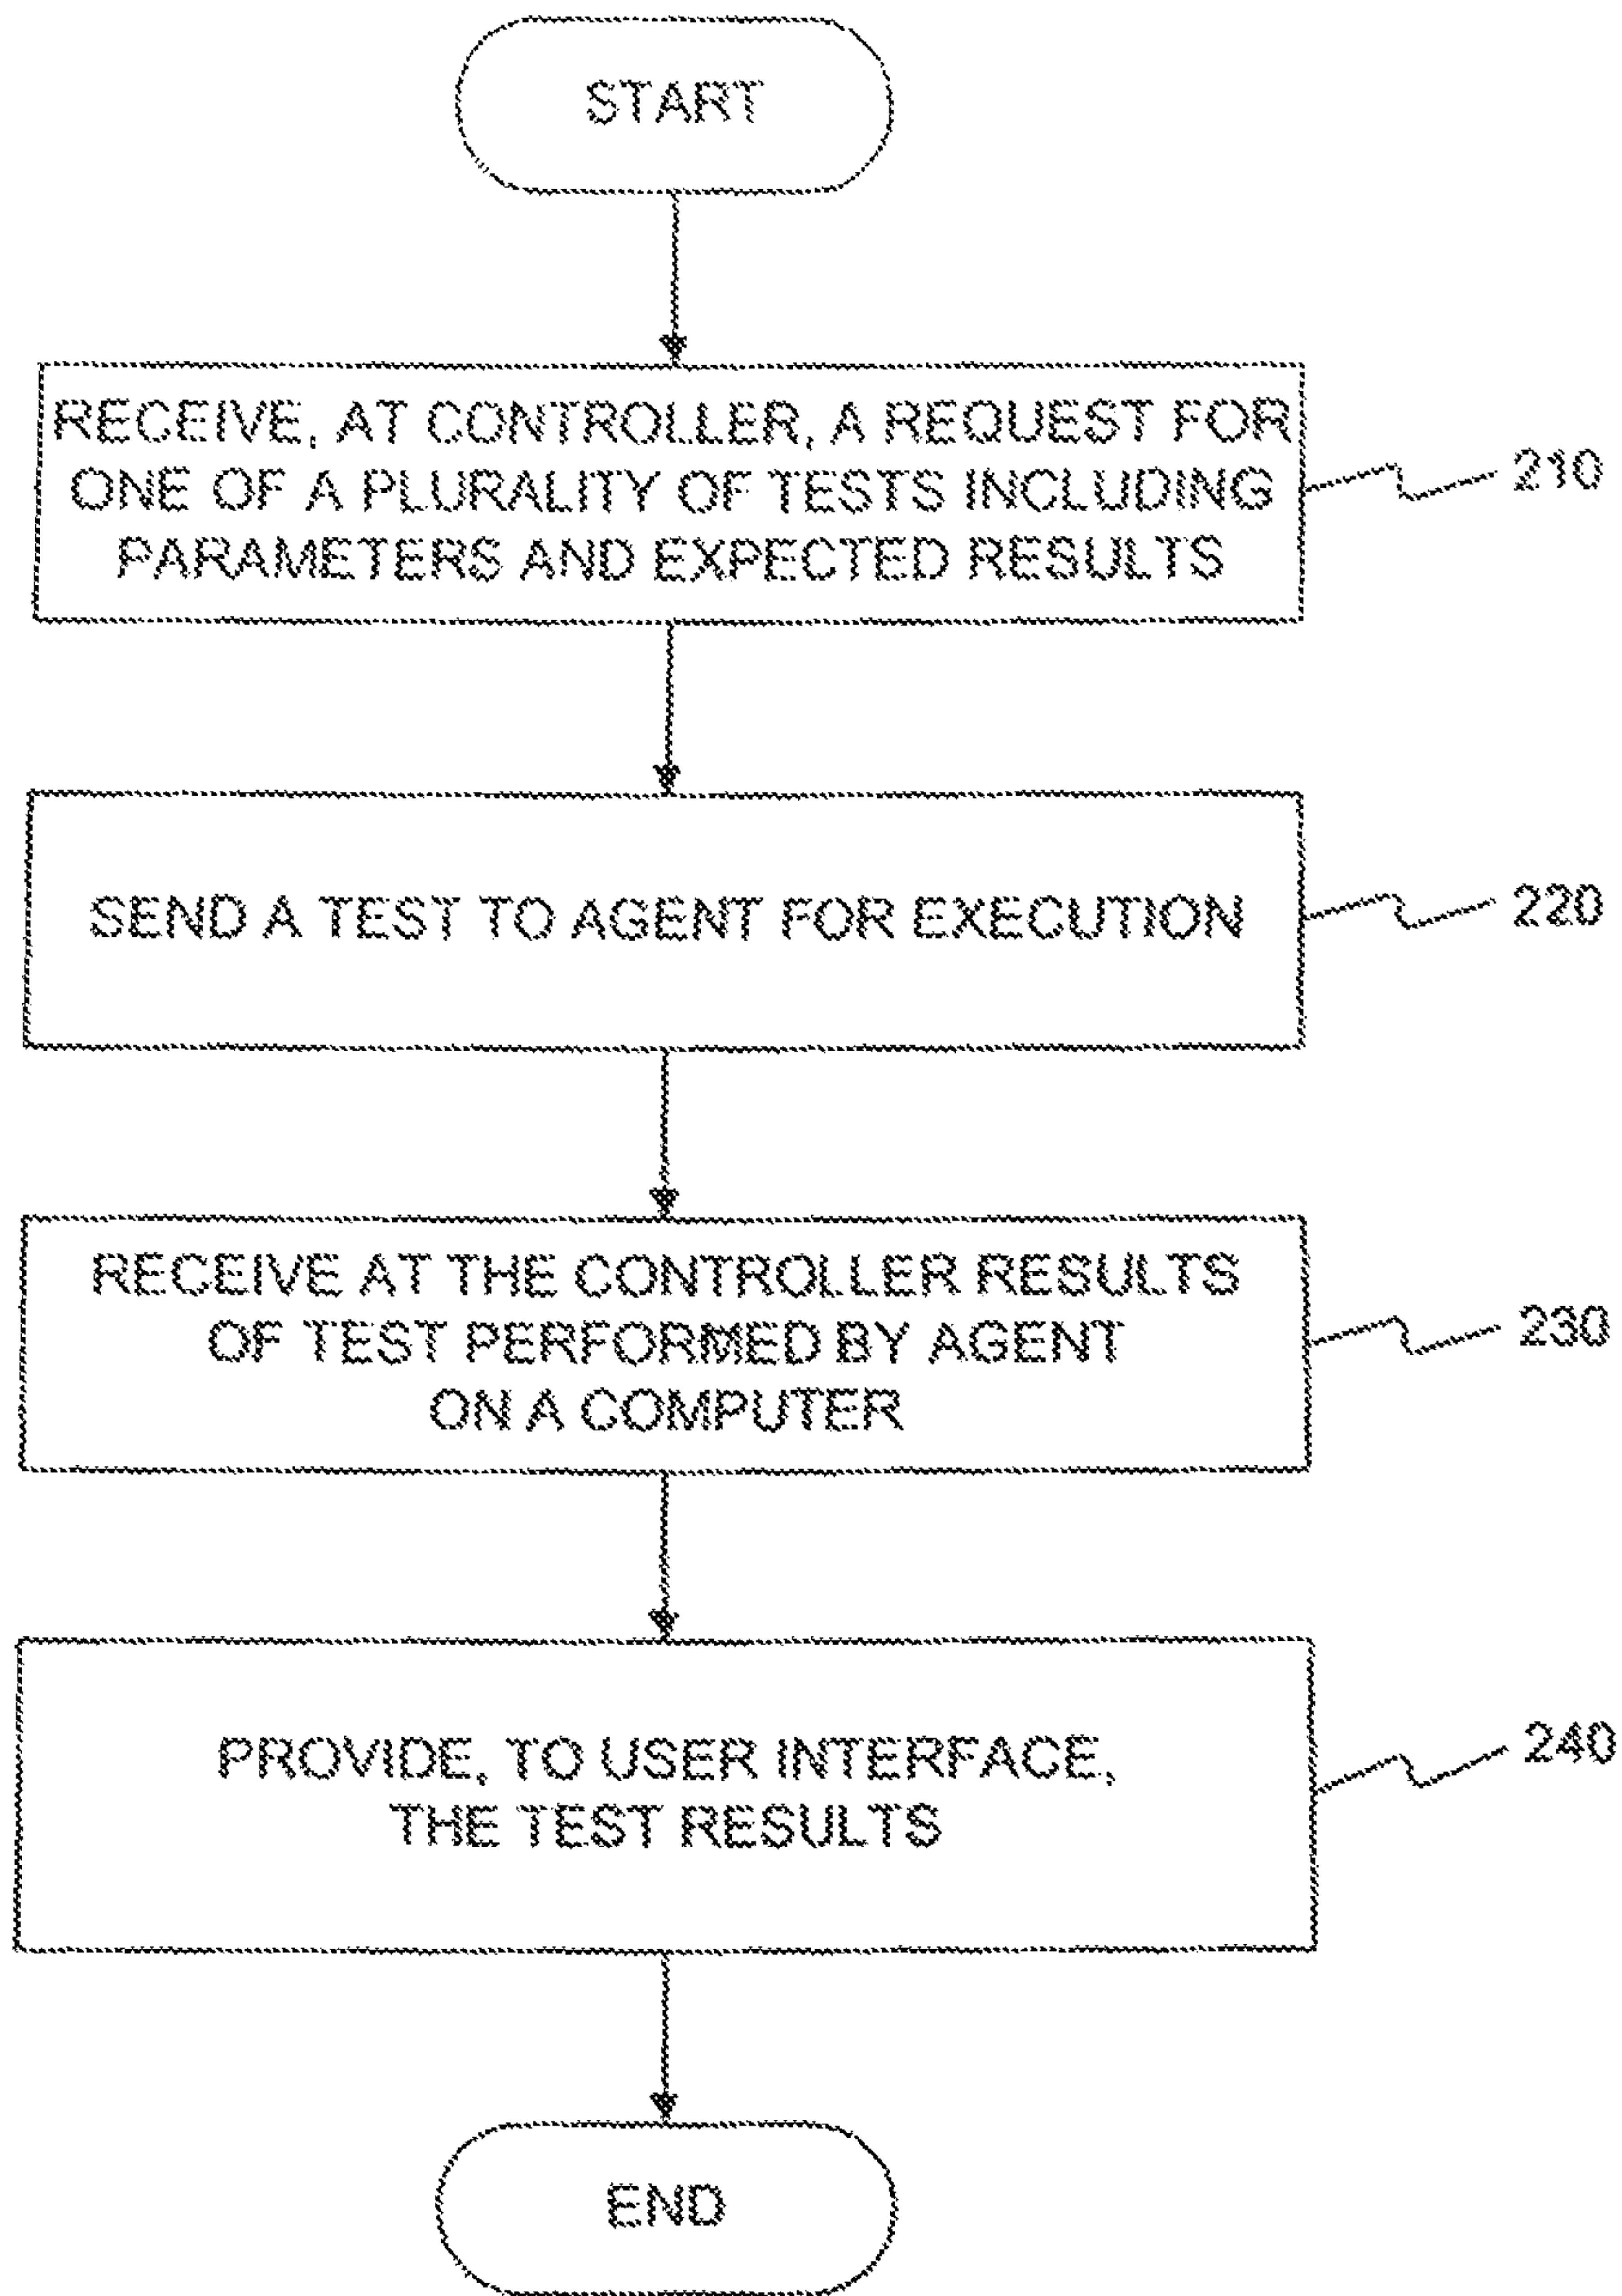 START
RECEIVE, AT CONTROLLER, A REQUEST FOR
ONE OF A PLURALITY OF TESTS INCLUDING
PARAMETERS AND EXPECTED RESULTS
210
SEND A TEST TO AGENT FOR EXECUTION
220
RECEIVE AT THE CONTROLLER RESULTS
OF TEST PERFORMED BY AGENT
ON A COMPUTER
230
PROVIDE, TO USER INTERFACE,
THE TEST RESULTS
240
END